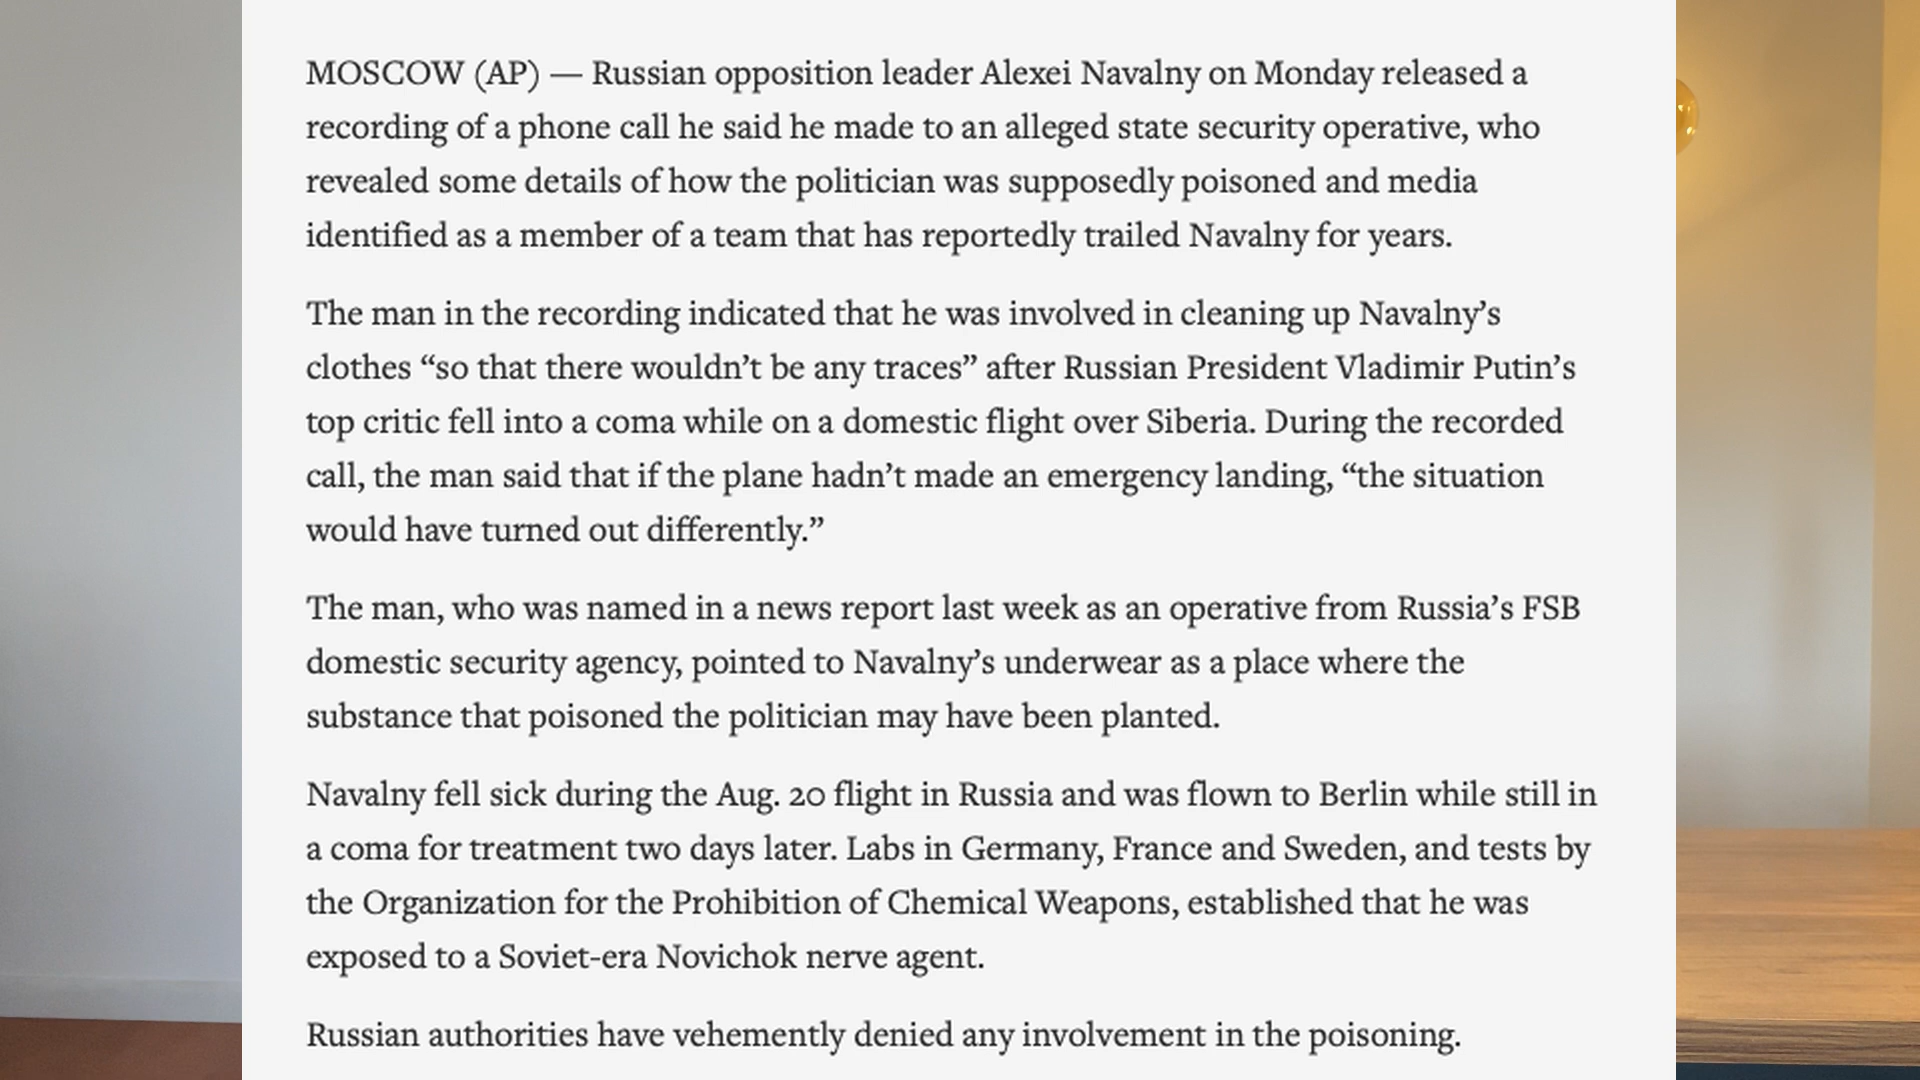 MOSCOW (AP) — Russian opposition leader Alexei Navalny on Monday released a
recording of a phone call he said he made to an alleged state security operative, who
revealed some details of how the politician was supposedly poisoned and media
identified as a member of a team that has reportedly trailed Navalny for years.
The man in the recording indicated that he was involved in cleaning up Navalny’s
clothes “so that there wouldn’t be any traces” after Russian President Vladimir Putin’s
top critic fell into a coma while on a domestic flight over Siberia. During the recorded
call, the man said that if the plane hadn’t made an emergency landing, “the situation
would have turned out differently.”
The man, who was named in a news report last week as an operative from Russia’s FSB
domestic security agency, pointed to Navalny’s underwear as a place where the
substance that poisoned the politician may have been planted.
Navalny fell sick during the Aug. 20 flight in Russia and was flown to Berlin while still in
a coma for treatment two days later. Labs in Germany, France and Sweden, and tests by
the Organization for the Prohibition of Chemical Weapons, established that he was
exposed to a Soviet-era Novichok nerve agent.
Russian authorities have vehemently denied any involvement in the poisoning.